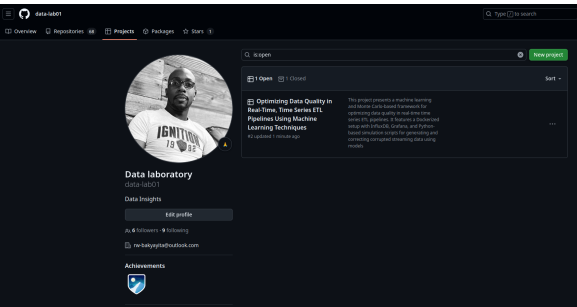 data-lab01
Type / to search
Overview
Repositories 68
Projects
Packages
Stars 1
is:open
New project
1 Open
1 Closed
Sort
Optimizing Data Quality in
Real-Time, Time Series ETL
Pipelines Using Machine
Learning Techniques
#2 updated 1 minute ago
This project presents a machine learning
and Monte Carlo-based framework for
optimizing data quality in real-time time
series ETL pipelines. It features a Dockerized
setup with InfluxDB, Grafana, and Python-
based simulation scripts for generating and
correcting corrupted streaming data using
models
IGNITION
19 92
Data laboratory
data-lab01
Data Insights
Edit profile
6 followers · 9 following
rw-bakyayita@outlook.com
Achievements